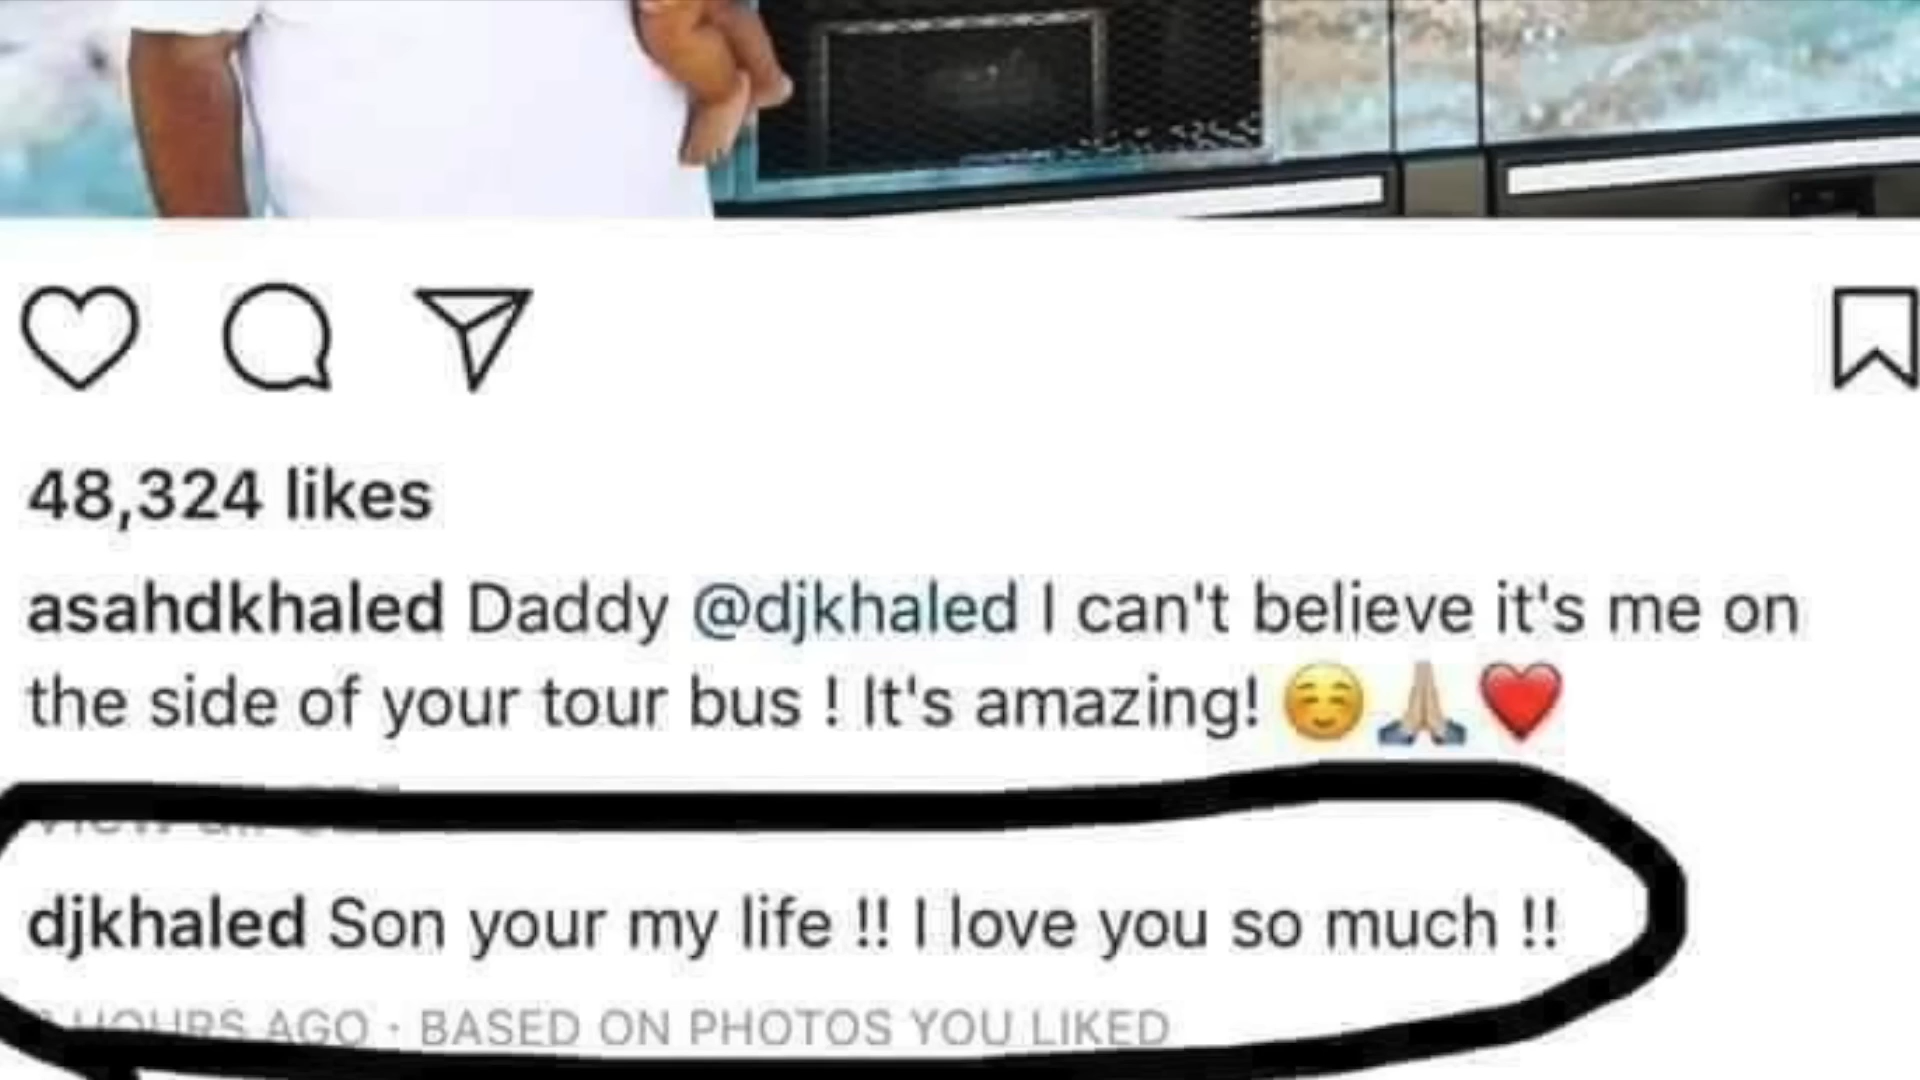 48,324 likes
asahdkhaled Daddy @djkhaled I can't believe it's me on
the side of your tour bus ! It's amazing! ☺️🙏🏼❤️
djkhaled Son your my life !! I love you so much !!
HOURS AGO · BASED ON PHOTOS YOU LIKED